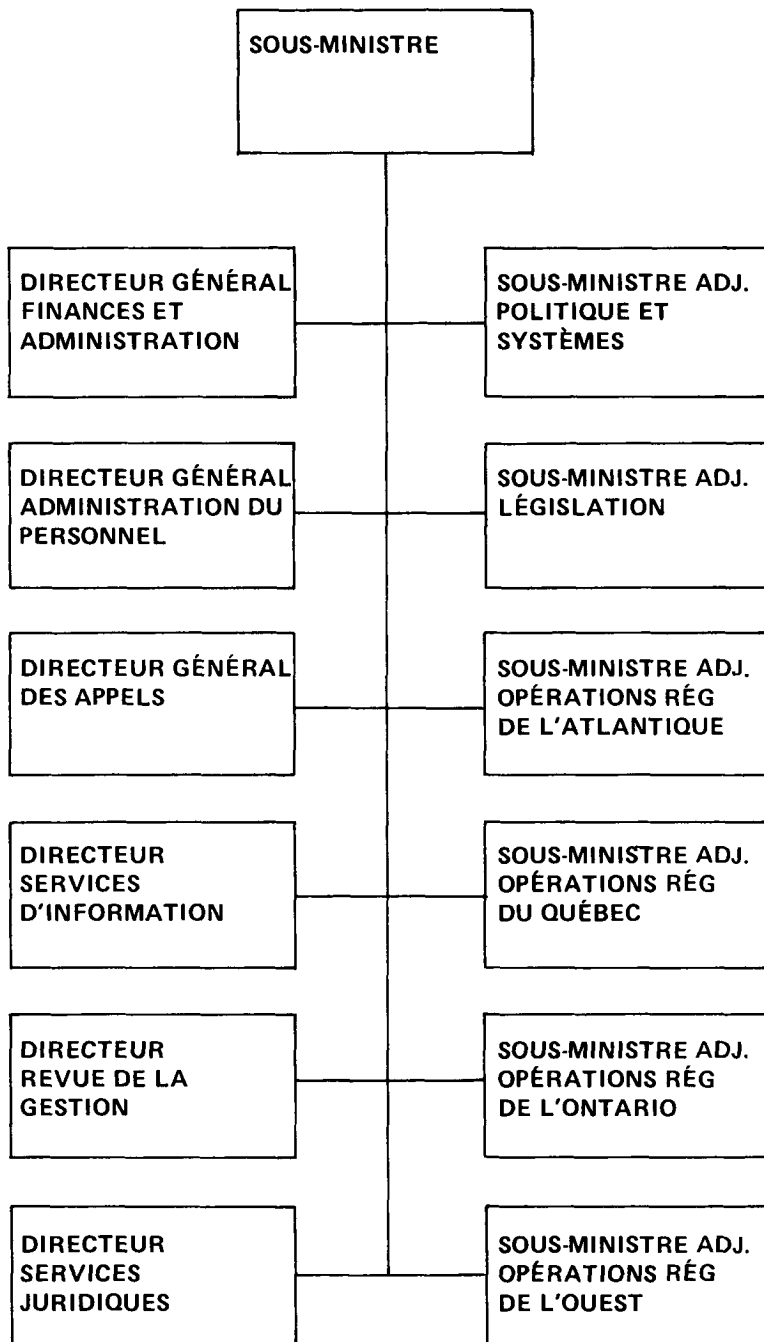 SOUS-MINISTRE
DIRECTEUR GÉNÉRAL
FINANCES ET
ADMINISTRATION
SOUS-MINISTRE ADJ.
POLITIQUE ET
SYSTÈMES
DIRECTEUR GÉNÉRAL
ADMINISTRATION DU
PERSONNEL
SOUS-MINISTRE ADJ.
LÉGISLATION
DIRECTEUR GÉNÉRAL
DES APPELS
SOUS-MINISTRE ADJ.
OPÉRATIONS RÉG
DE L'ATLANTIQUE
DIRECTEUR
SERVICES
D'INFORMATION
SOUS-MINISTRE ADJ.
OPÉRATIONS RÉG
DU QUÉBEC
DIRECTEUR
REVUE DE LA
GESTION
SOUS-MINISTRE ADJ.
OPÉRATIONS RÉG
DE L'ONTARIO
DIRECTEUR
SERVICES
JURIDIQUES
SOUS-MINISTRE ADJ.
OPÉRATIONS RÉG
DE L'OUEST